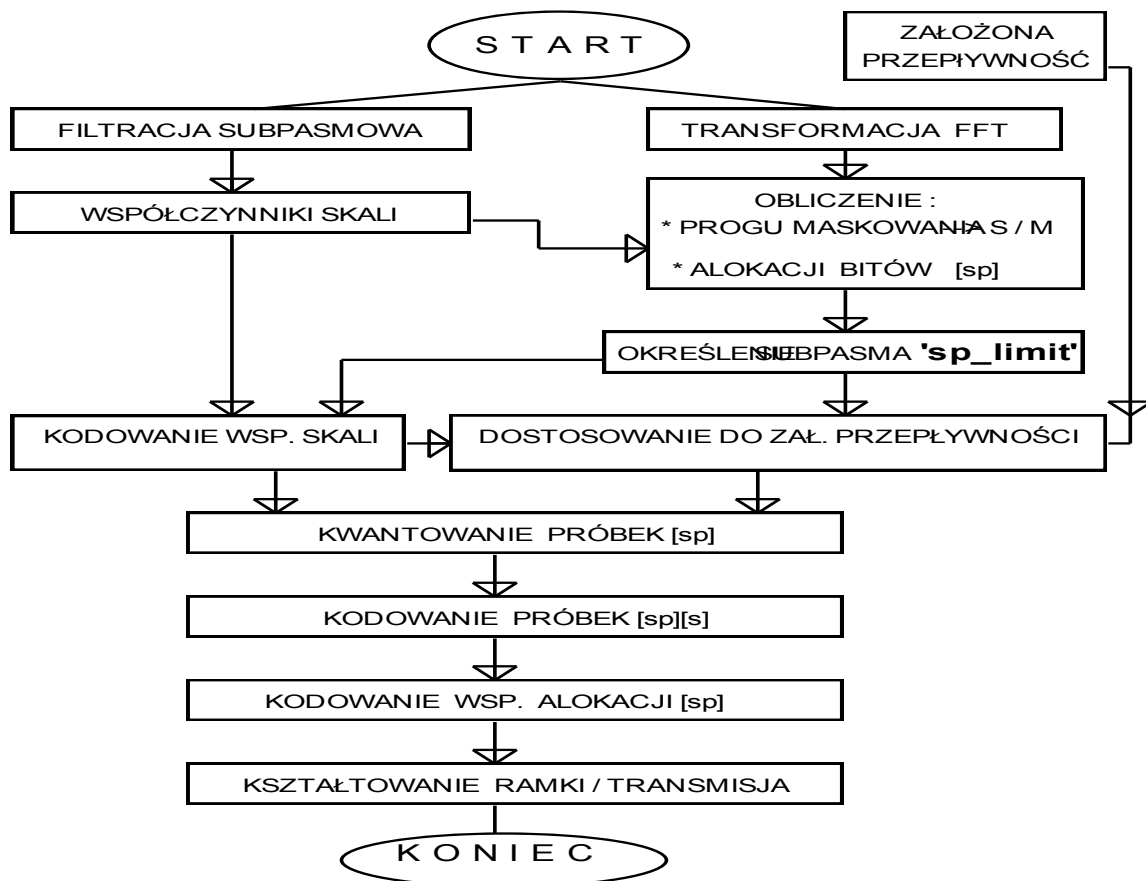 START
ZAŁOŻONA
PRZEPłYWNOŚĆ
FILTRACJA SUBPASMOWA
TRANSFORMACJA FFT
WSPÓŁCZYNNIKI SKALI
OBLICZENIE :
* PROGU MASKOWANIA -> S / M
* ALOKACJI BITÓW [sp]
OKREŚLENIE SUBPASMA 'sp_limit'
KODOWANIE WSP. SKALI
DOSTOSOWANIE DO ZAŁ. PRZEPŁYWNOŚCI
KWANTOWANIE PRÓBEK [sp]
KODOWANIE PRÓBEK [sp][s]
KODOWANIE WSP. ALOKACJI [sp]
KSZTAŁTOWANIE RAMKI / TRANSMISJA
KONIEC